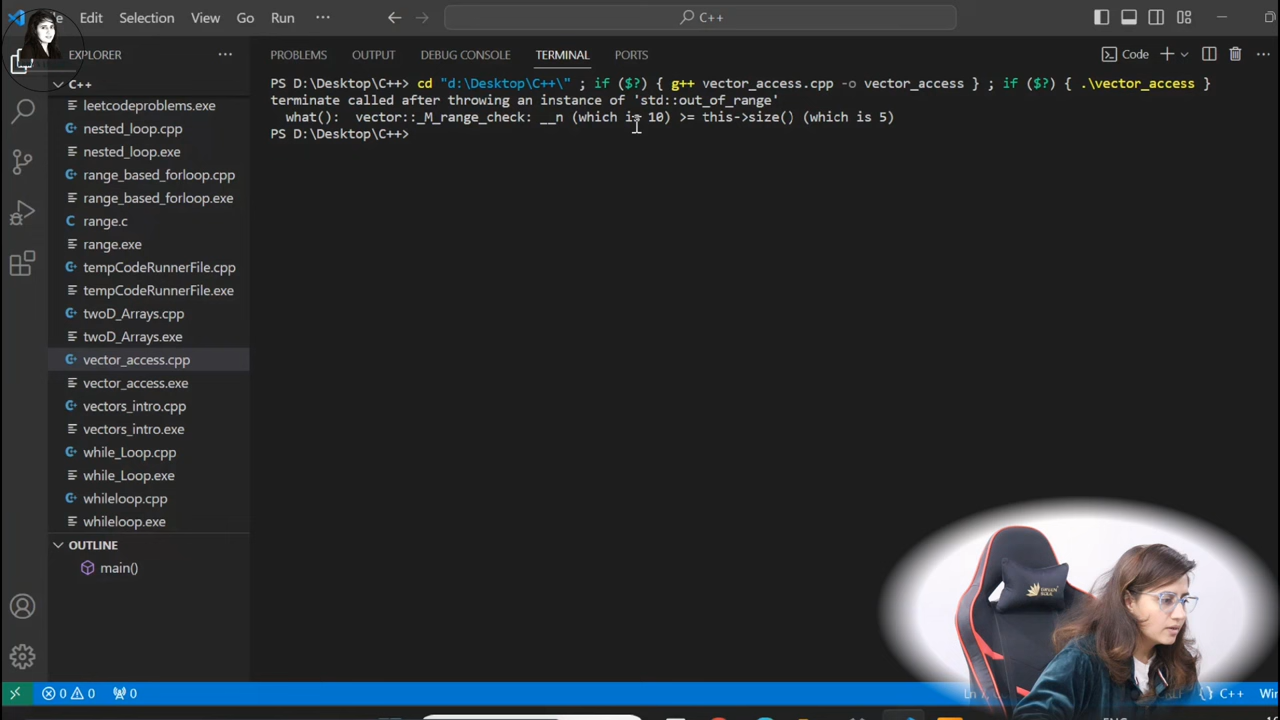 Edit Selection View Go Run ··· C++
EXPLORER ···
PROBLEMS OUTPUT DEBUG CONSOLE TERMINAL PORTS Code
C++
leetcodeproblems.exe
nested_loop.cpp
nested_loop.exe
range_based_forloop.cpp
range_based_forloop.exe
range.c
range.exe
tempCodeRunnerFile.cpp
tempCodeRunnerFile.exe
twoD_Arrays.cpp
twoD_Arrays.exe
vector_access.cpp
vector_access.exe
vectors_intro.cpp
vectors_intro.exe
while_Loop.cpp
while_Loop.exe
whileloop.cpp
whileloop.exe
OUTLINE
main()
PS D:\Desktop\C++> cd "d:\Desktop\C++\" ; if ($?) { g++ vector_access.cpp -o vector_access } ; if ($?) { .\vector_access }
terminate called after throwing an instance of 'std::out_of_range'
what(): vector::_M_range_check: __n (which is 10) >= this->size() (which is 5)
PS D:\Desktop\C++>
0 0 0 {} C++ Win